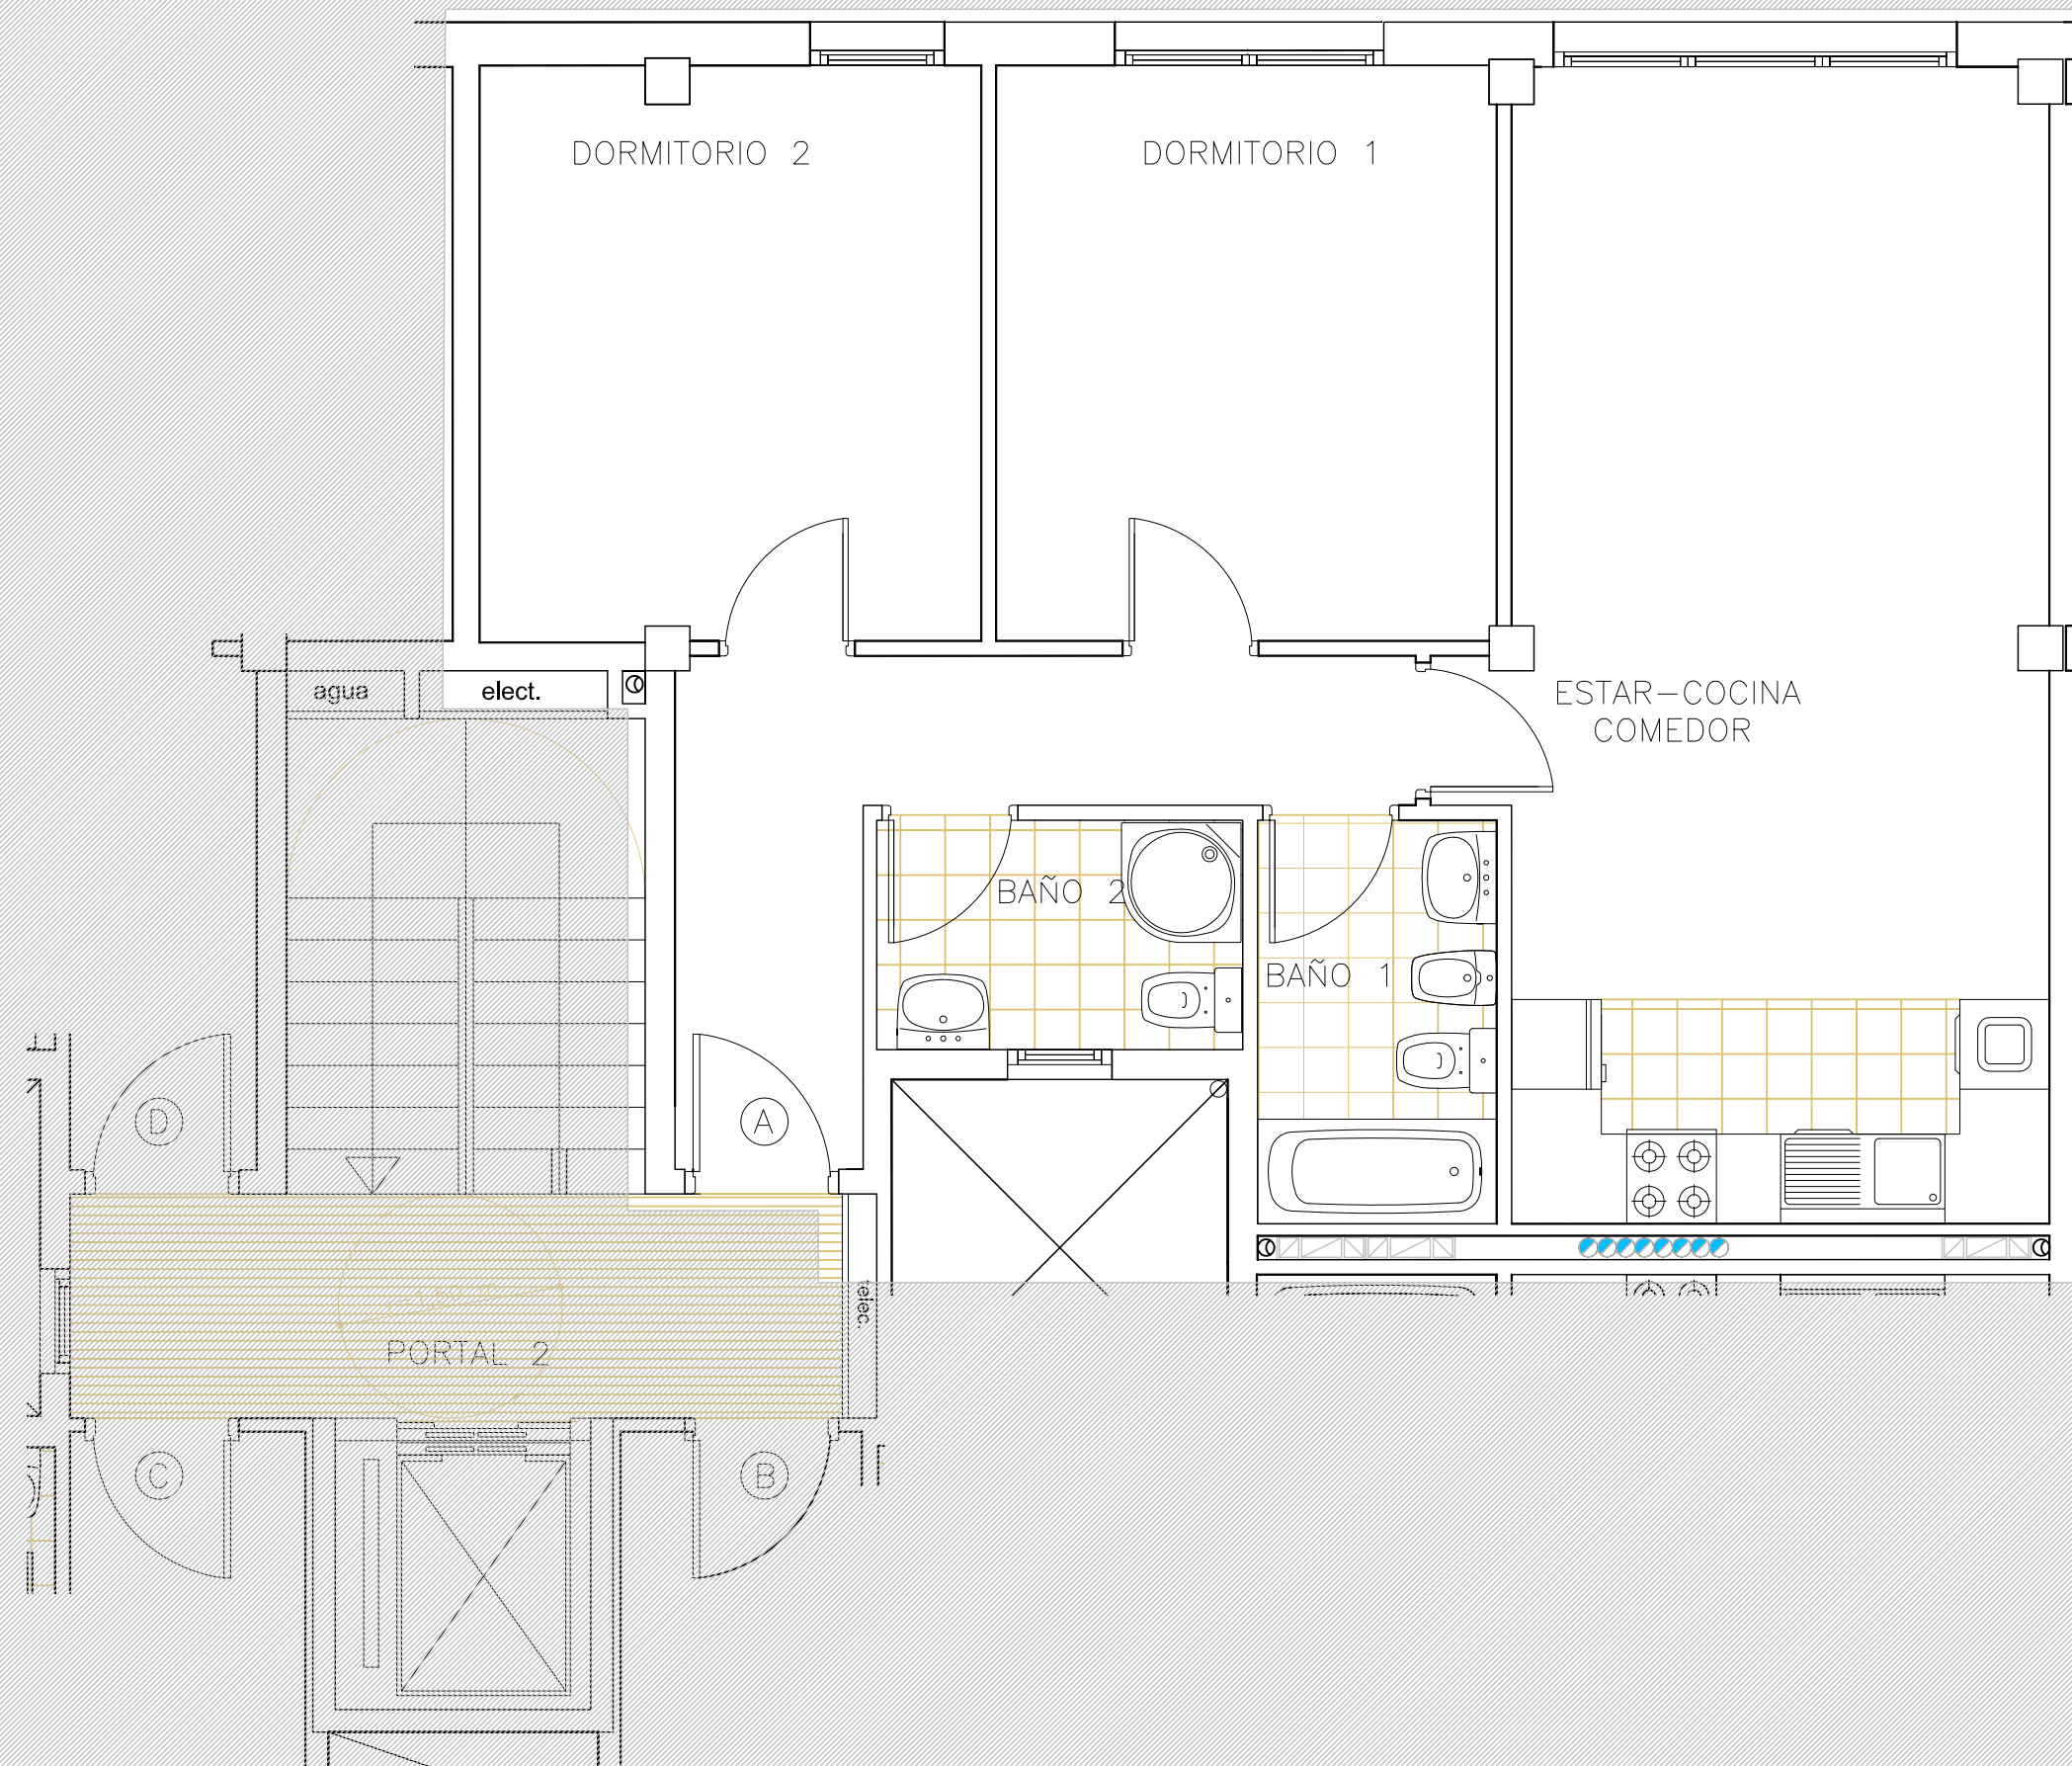 DORMITORIO 2
DORMITORIO 1
agua
elect.
ESTAR-COCINA
COMEDOR
BAÑO 2
BAÑO 1
D
A
telec.
PORTAL 2
C
B